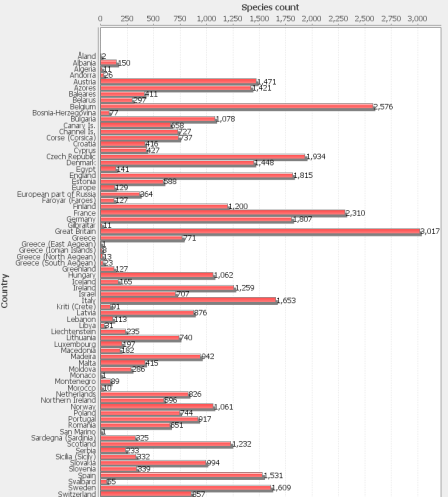 Species count
0 250 500 750 1,000 1,250 1,500 1,750 2,000 2,250 2,500 2,750 3,000
Country
Åland 2
Albania 150
Algeria 11
Andorra 26
Austria 1,471
Azores 1,421
Baleares 411
Belarus 297
Belgium 2,576
Bosnia-Herzegovina 77
Bulgaria 1,078
Canary Is. 658
Channel Is. 727
Corse (Corsica) 737
Croatia 416
Cyprus 427
Czech Republic 1,934
Denmark 1,448
Egypt 141
England 1,815
Estonia 588
Europe 129
European part of Russia 364
Faroyar (Faroes) 127
Finland 1,200
France 2,310
Germany 1,807
Gibraltar 11
Great Britain 3,017
Greece 771
Greece (East Aegean) 1
Greece (Ionian Islands)
Greece (North Aegean) 13
Greece (South Aegean) 23
Greenland 127
Hungary 1,062
Iceland 165
Ireland 1,259
Israel 707
Italy 1,653
Kriti (Crete) 91
Latvia 876
Lebanon 113
Libya 31
Liechtenstein 235
Lithuania 740
Luxembourg 197
Macedonia 182
Madeira 942
Malta 415
Moldova 286
Monaco 1
Montenegro 89
Morocco 10
Netherlands 826
Northern Ireland 596
Norway 1,061
Poland 744
Portugal 917
Romania 651
San Marino 1
Sardegna (Sardinia) 325
Scotland 1,232
Serbia 233
Sicilia (Sicily) 332
Slovakia 994
Slovenia 339
Spain 1,531
Svalbard 55
Sweden 1,609
Switzerland 857